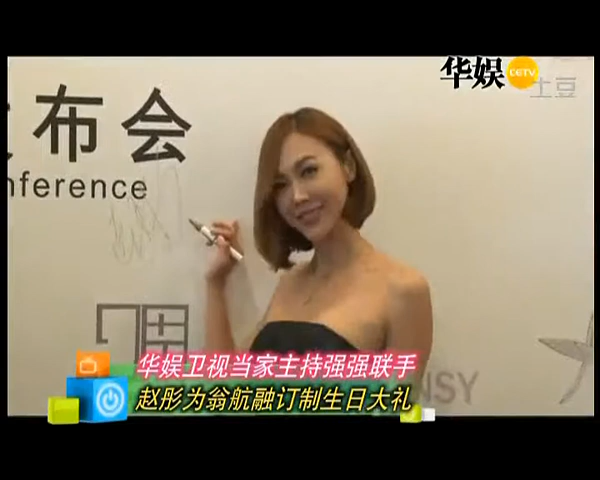 华娱
CETV
土豆
布会
nference
华娱卫视当家主持强强联手
NSY
赵彤为翁航融订制生日大礼